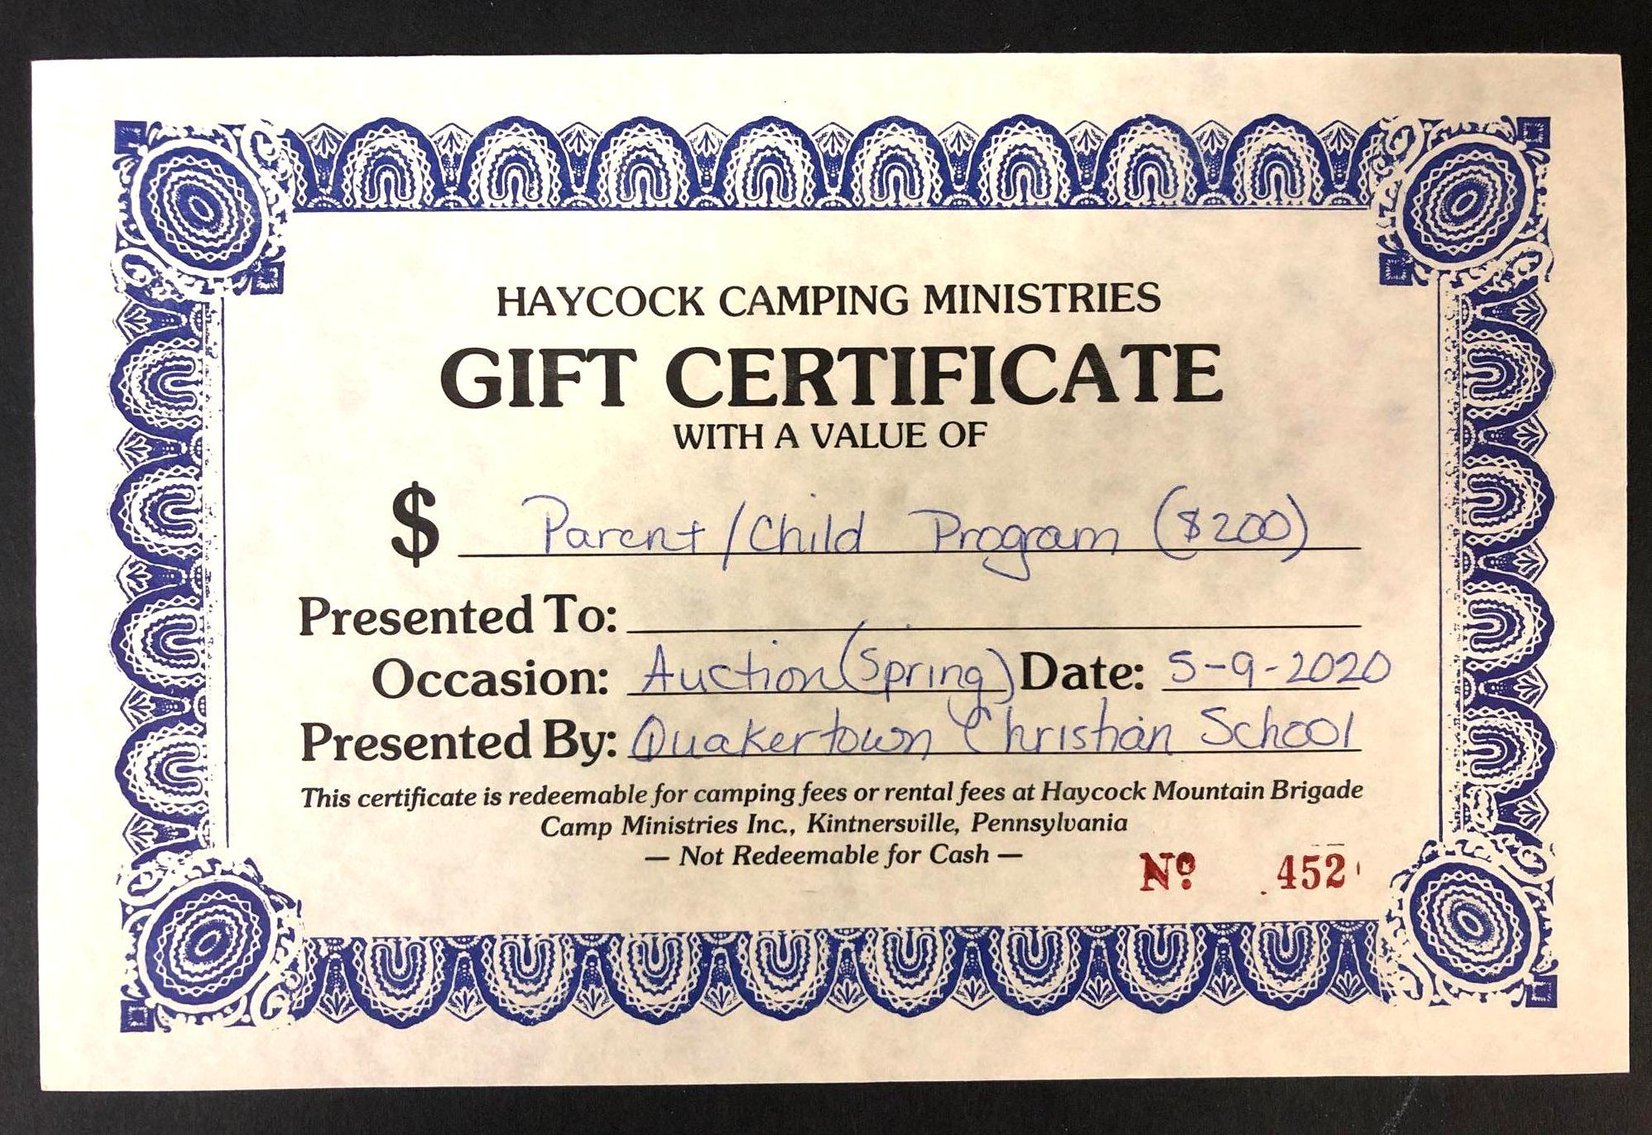 HAYCOCK CAMPING MINISTRIES
GIFT CERTIFICATE
WITH A VALUE OF
$ Parent/Child Program ($200)
Presented To:
Occasion: Auction (Spring) Date: 5-9-2020
Presented By: Quakertown Christian School
This certificate is redeemable for camping fees or rental fees at Haycock Mountain Brigade
Camp Ministries Inc., Kintnersville, Pennsylvania
— Not Redeemable for Cash —
Nº 452